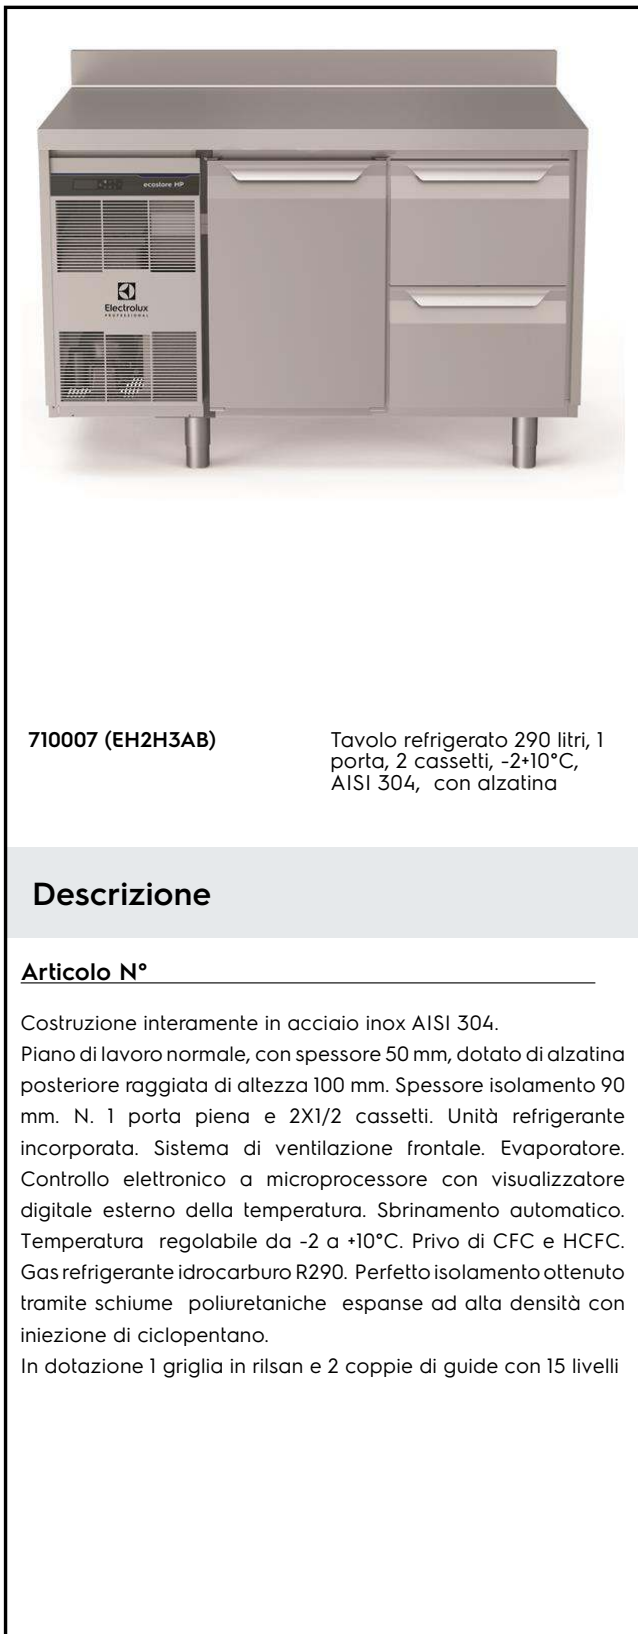 ecostore HP
Electrolux
PROFESSIONAL
710007 (EH2H3AB)
Tavolo refrigerato 290 litri, 1
porta, 2 cassetti, -2+10°C,
AISI 304, con alzatina
Descrizione
Articolo N°
Costruzione interamente in acciaio inox AISI 304.
Piano di lavoro normale, con spessore 50 mm, dotato di alzatina
posteriore raggiata di altezza 100 mm. Spessore isolamento 90
mm. N. 1 porta piena e 2X1/2 cassetti. Unità refrigerante
incorporata. Sistema di ventilazione frontale. Evaporatore.
Controllo elettronico a microprocessore con visualizzatore
digitale esterno della temperatura. Sbrinamento automatico.
Temperatura regolabile da -2 a +10°C. Privo di CFC e HCFC.
Gas refrigerante idrocarburo R290. Perfetto isolamento ottenuto
tramite schiume poliuretaniche espanse ad alta densità con
iniezione di ciclopentano.
In dotazione 1 griglia in rilsan e 2 coppie di guide con 15 livelli